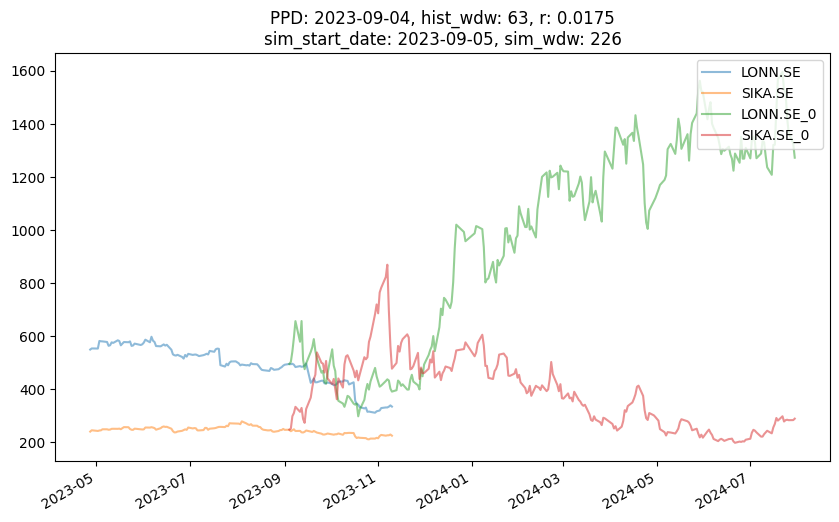 PPD: 2023-09-04, hist_wdw: 63, r: 0.0175
sim_start_date: 2023-09-05, sim_wdw: 226
LONN.SE
SIKA.SE
LONN.SE_0
SIKA.SE_0
1600
1400
1200
1000
800
600
400
200
2023-05
2023-07
2023-09
2023-11
2024-01
2024-03
2024-05
2024-07